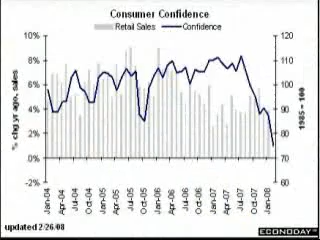 Consumer Confidence
Retail Sales Confidence
10% 120
8% 110
6% 100
4% 90
2% 80
0% 70
-2% 60
% chg yr ago, sales
1985 = 100
Jan-04 Apr-04 Jul-04 Oct-04 Jan-05 Apr-05 Jul-05 Oct-05 Jan-06 Apr-06 Jul-06 Oct-06 Jan-07 Apr-07 Jul-07 Oct-07 Jan-08
updated 2/26/08
ECONODAY